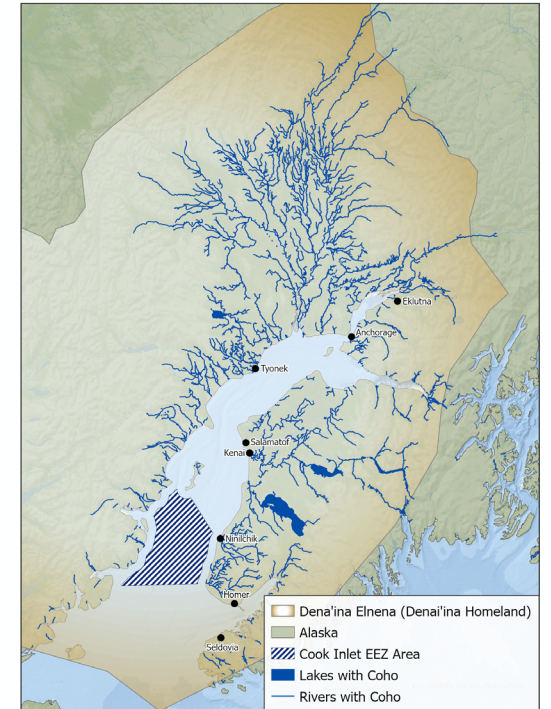 Eklutna
Anchorage
Tyonek
Salamatof
Kenai
Ninilchik
Homer
Seldovia
Dena'ina Elnena (Denai'ina Homeland)
Alaska
Cook Inlet EEZ Area
Lakes with Coho
Rivers with Coho